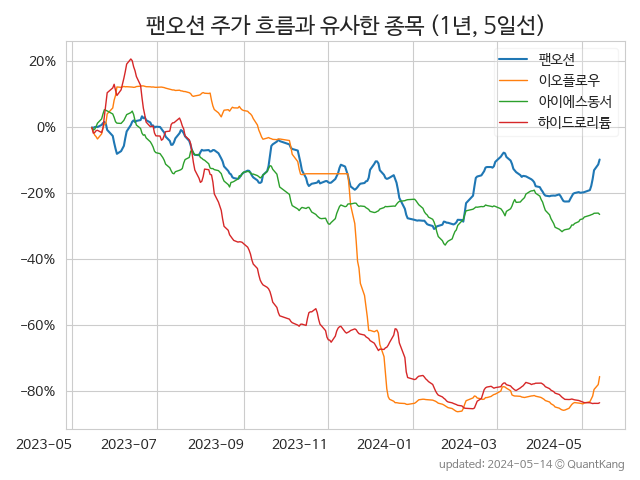 팬오션 주가 흐름과 유사한 종목 (1년, 5일선)
팬오션
이오플로우
아이에스동서
하이드로리튬
20%
0%
−20%
−40%
−60%
−80%
2023−05
2023−07
2023−09
2023−11
2024−01
2024−03
2024−05
updated: 2024−05−14 © QuantKang